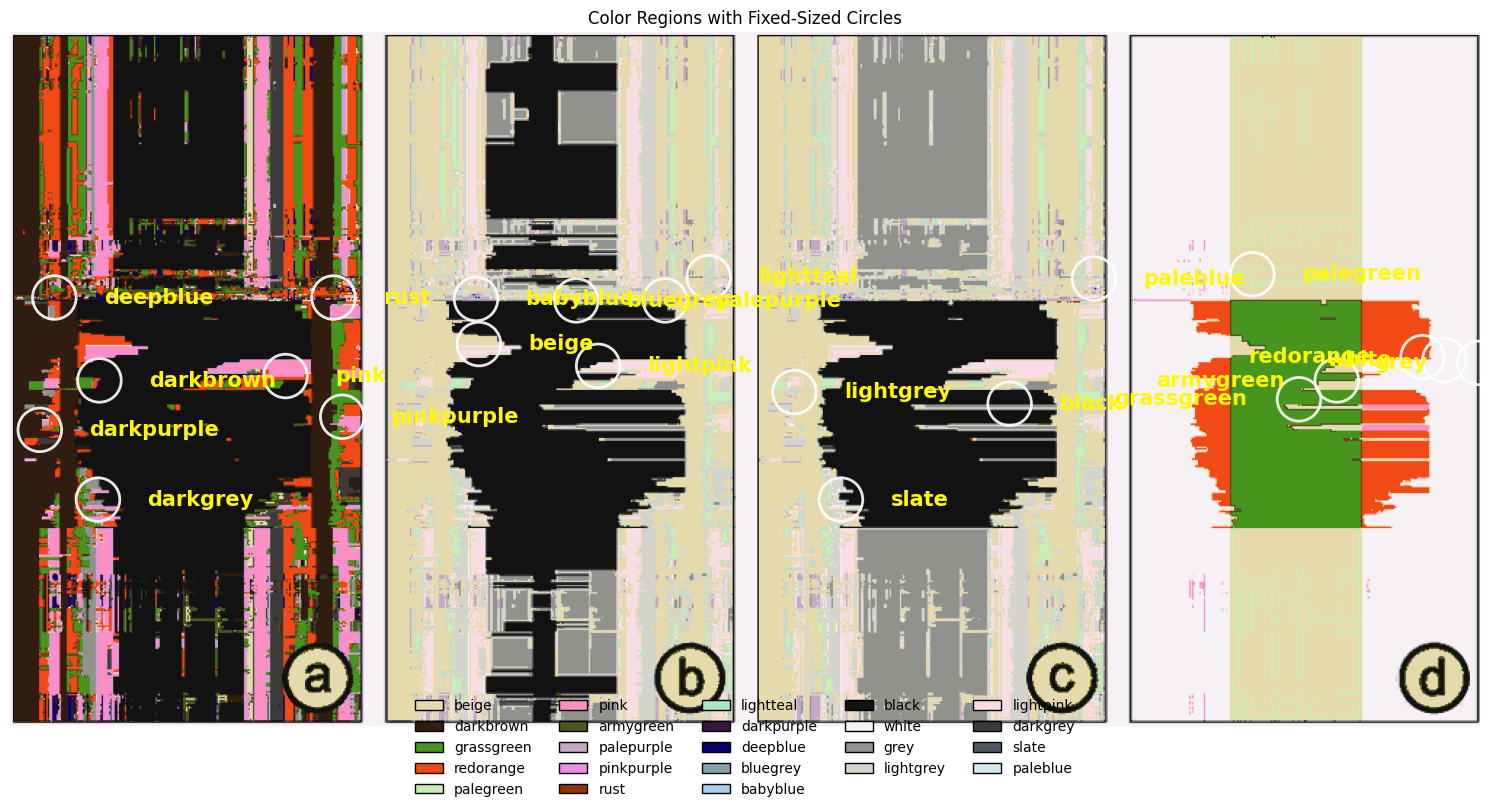 Color Regions with Fixed-Sized Circles
lightteal
paleblue
palegreen
deepblue
rust
babyblue
bluegrey
palepurple
beige
lightpink
redorange
white
grey
darkbrown
pink
lightgrey
black
armygreen
grassgreen
pinkpurple
darkpurple
darkgrey
slate
a
b
c
d
beige pink lightteal black lightpink
darkbrown armygreen darkpurple white darkgrey
grassgreen palepurple deepblue grey slate
redorange pinkpurple bluegrey lightgrey paleblue
palegreen rust babyblue